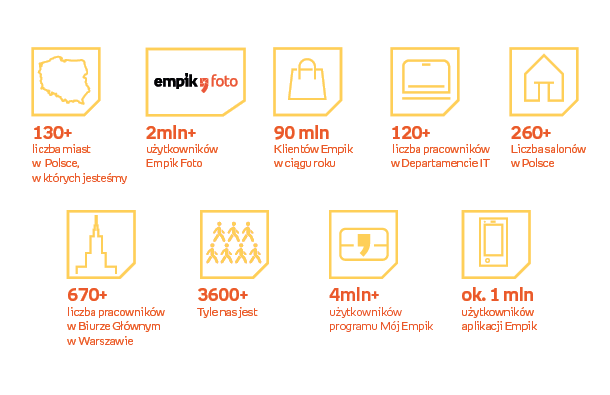 empik foto
130+
liczba miast
w Polsce,
w których jesteśmy
2mln+
użytkowników
Empik Foto
90 mln
Klientów Empik
w ciągu roku
120+
liczba pracowników
w Departamencie IT
260+
Liczba salonów
w Polsce
670+
liczba pracowników
w Biurze Głównym
w Warszawie
3600+
Tyle nas jest
4mln+
użytkowników
programu Mój Empik
ok. 1 mln
użytkowników
aplikacji Empik